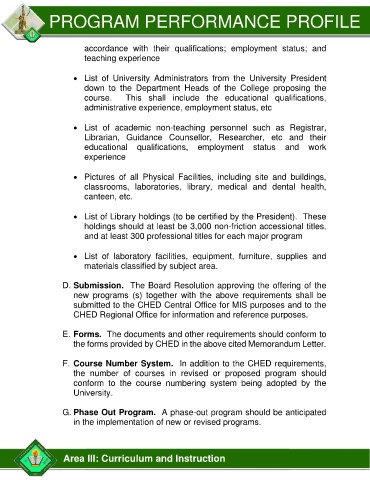 PROGRAM PERFORMANCE PROFILE
accordance with their qualifications; employment status; and
teaching experience
• List of University Administrators from the University President
down to the Department Heads of the College proposing the
course. This shall include the educational qualifications,
administrative experience, employment status, etc
• List of academic non-teaching personnel such as Registrar,
Librarian, Guidance Counsellor, Researcher, etc and their
educational qualifications, employment status and work
experience
• Pictures of all Physical Facilities, including site and buildings,
classrooms, laboratories, library, medical and dental health,
canteen, etc.
• List of Library holdings (to be certified by the President). These
holdings should at least be 3,000 non-friction accessional titles,
and at least 300 professional titles for each major program
• List of laboratory facilities, equipment, furniture, supplies and
materials classified by subject area.
D. Submission. The Board Resolution approving the offering of the
new programs (s) together with the above requirements shall be
submitted to the CHED Central Office for MIS purposes and to the
CHED Regional Office for information and reference purposes.
E. Forms. The documents and other requirements should conform to
the forms provided by CHED in the above cited Memorandum Letter.
F. Course Number System. In addition to the CHED requirements,
the number of courses in revised or proposed program should
conform to the course numbering system being adopted by the
University.
G. Phase Out Program. A phase-out program should be anticipated
in the implementation of new or revised programs.
Area III: Curriculum and Instruction